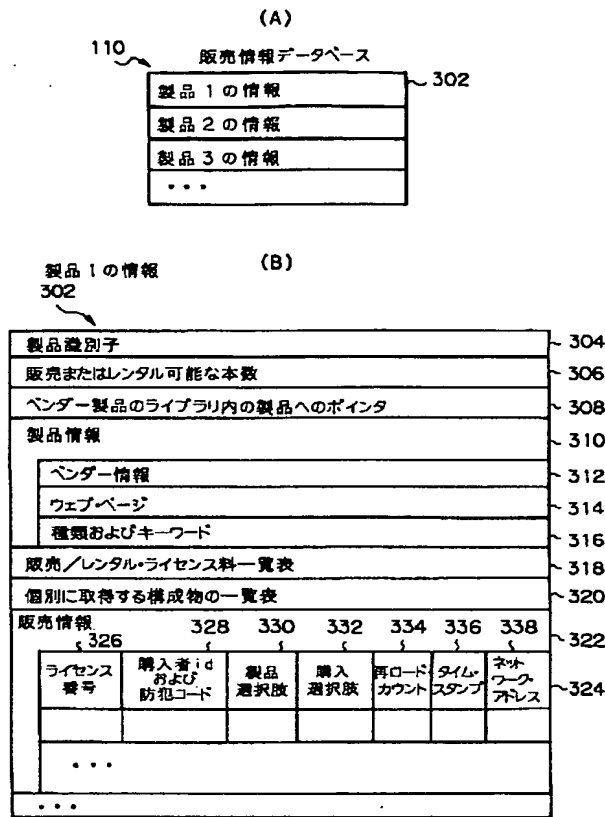 (A)
110
販売情報データベース
製品1の情報
302
製品2の情報
製品3の情報
・・・
(B)
製品1の情報
302
製品識別子
304
販売またはレンタル可能な本数
306
ベンダー製品のライブラリ内の製品へのポインタ
308
製品情報
310
ベンダー情報
312
ウェブ・ページ
314
種類およびキーワード
316
販売/レンタル・ライセンス料一覧表
318
個別に取得する構成物の一覧表
320
販売情報
322
326 328 330 332 334 336 338
ライセンス
番号
購入者id
および
防犯コード
製品
選択肢
購入
選択肢
再ロード・
カウント
タイム・
スタンプ
ネット
ワーク・
アドレス
324
・・・
・・・